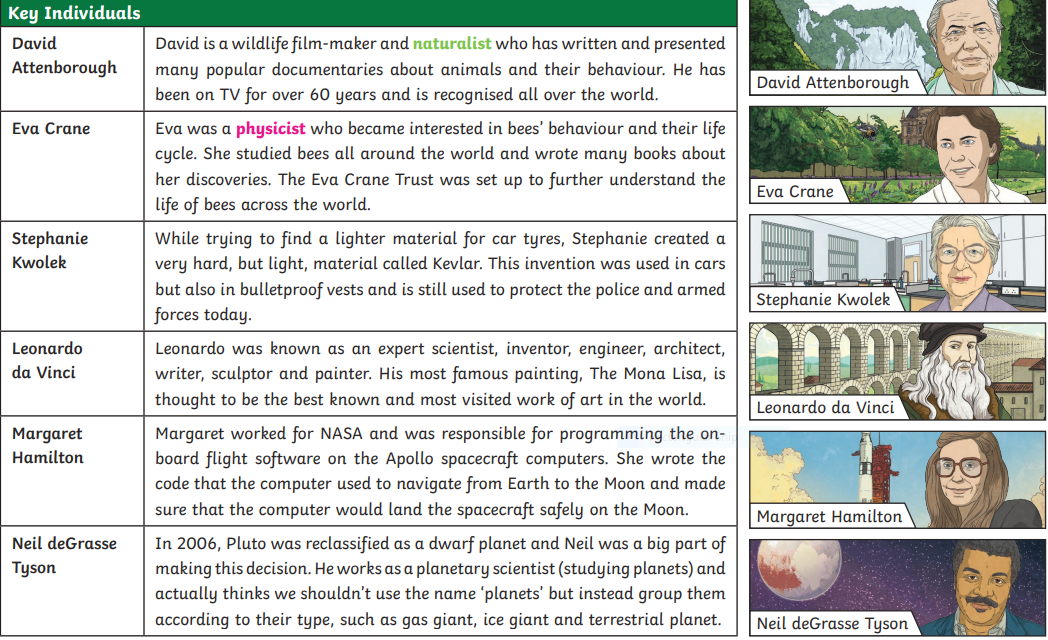 Key Individuals
David
Attenborough
David is a wildlife film-maker and naturalist who has written and presented
many popular documentaries about animals and their behaviour. He has
been on TV for over 60 years and is recognised all over the world.
Eva Crane
Eva was a physicist who became interested in bees’ behaviour and their life
cycle. She studied bees all around the world and wrote many books about
her discoveries. The Eva Crane Trust was set up to further understand the
life of bees across the world.
Stephanie
Kwolek
While trying to find a lighter material for car tyres, Stephanie created a
very hard, but light, material called Kevlar. This invention was used in cars
but also in bulletproof vests and is still used to protect the police and armed
forces today.
Leonardo
da Vinci
Leonardo was known as an expert scientist, inventor, engineer, architect,
writer, sculptor and painter. His most famous painting, The Mona Lisa, is
thought to be the best known and most visited work of art in the world.
Margaret
Hamilton
Margaret worked for NASA and was responsible for programming the on-
board flight software on the Apollo spacecraft computers. She wrote the
code that the computer used to navigate from Earth to the Moon and made
sure that the computer would land the spacecraft safely on the Moon.
Neil deGrasse
Tyson
In 2006, Pluto was reclassified as a dwarf planet and Neil was a big part of
making this decision. He works as a planetary scientist (studying planets) and
actually thinks we shouldn’t use the name ‘planets’ but instead group them
according to their type, such as gas giant, ice giant and terrestrial planet.
David Attenborough
Eva Crane
Stephanie Kwolek
Leonardo da Vinci
Margaret Hamilton
Neil deGrasse Tyson